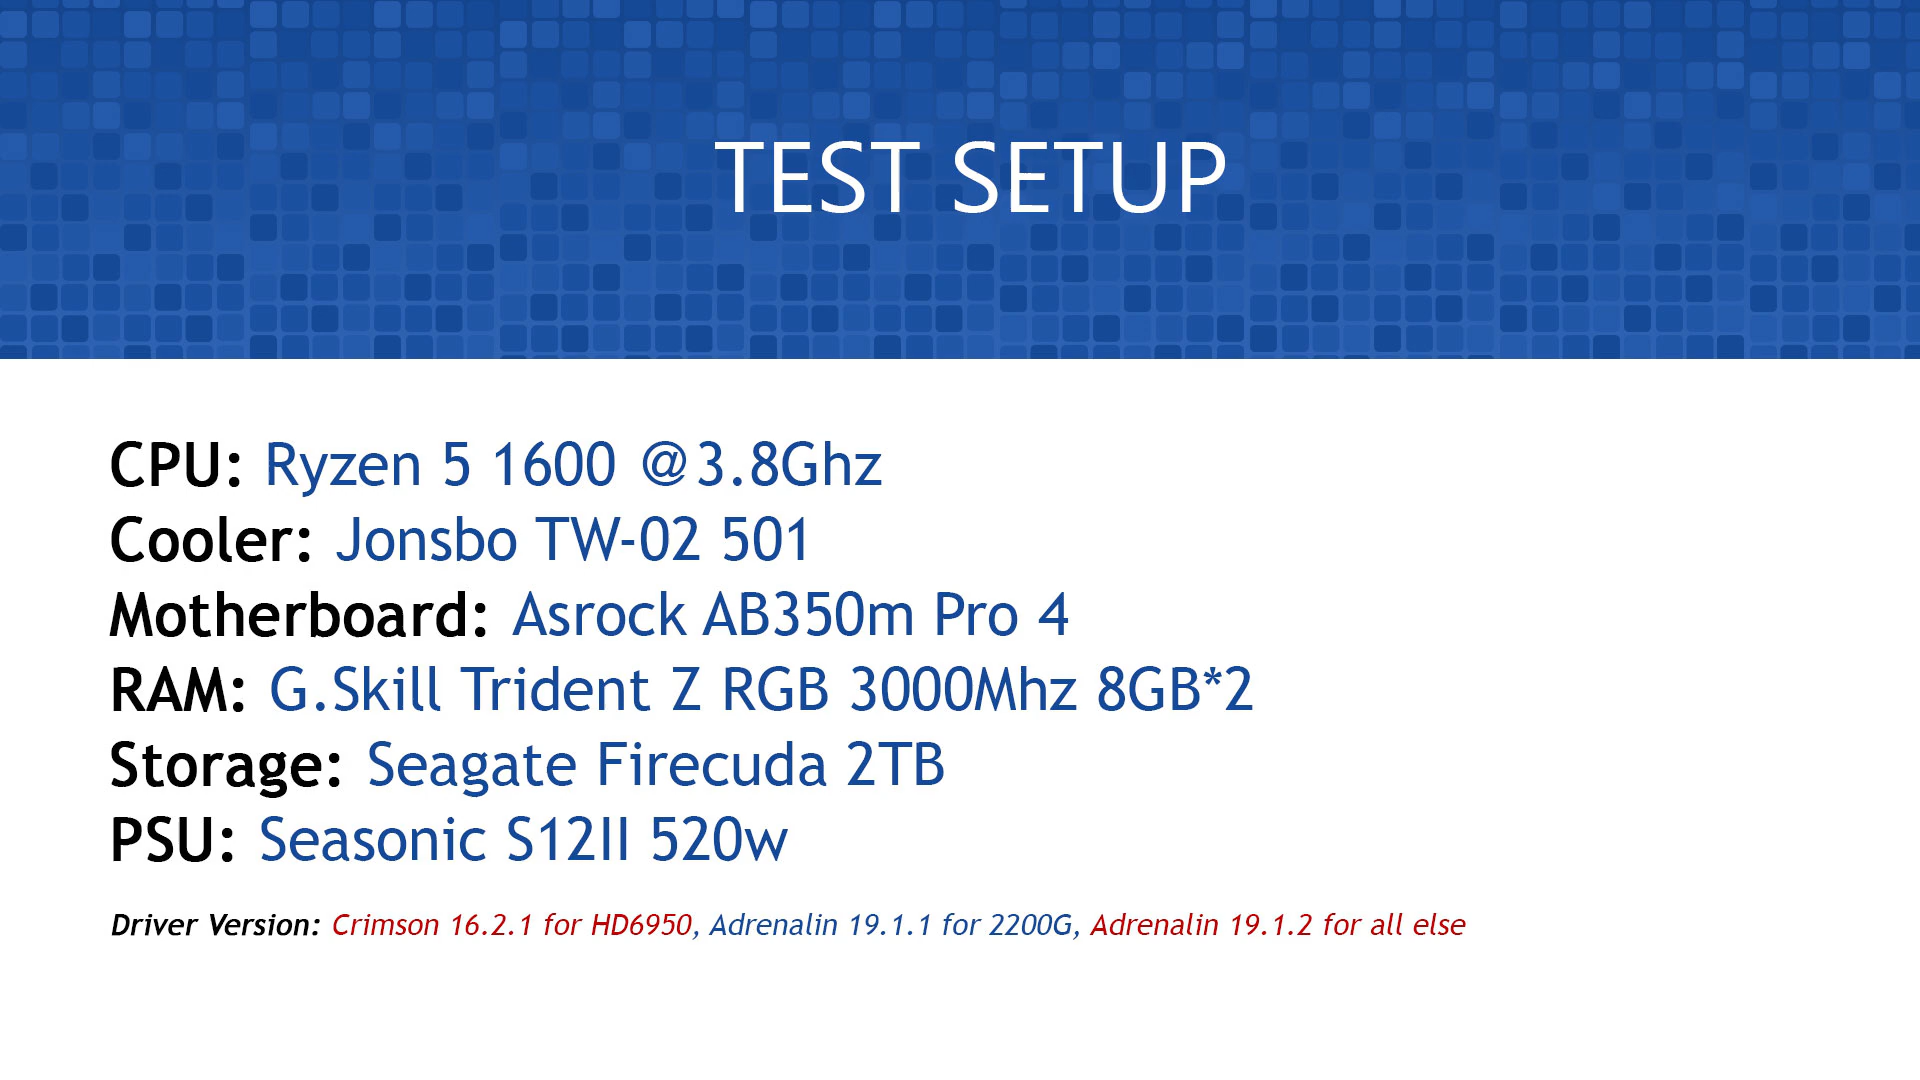 TEST SETUP
CPU: Ryzen 5 1600 @3.8Ghz
Cooler: Jonsbo TW-02 501
Motherboard: Asrock AB350m Pro 4
RAM: G.Skill Trident Z RGB 3000Mhz 8GB*2
Storage: Seagate Firecuda 2TB
PSU: Seasonic S12II 520w
Driver Version: Crimson 16.2.1 for HD6950, Adrenalin 19.1.1 for 2200G, Adrenalin 19.1.2 for all else